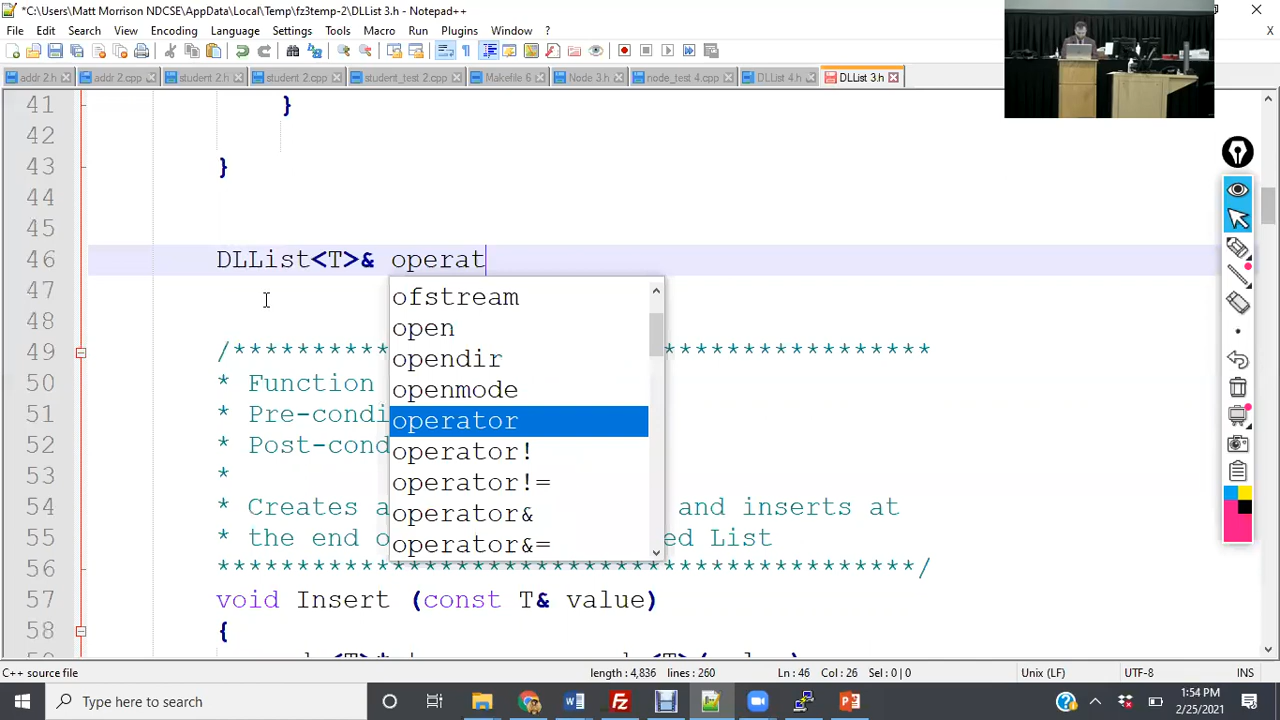 *C:\Users\Matt Morrison NDCSE\AppData\Local\Temp\fz3temp-2\DLList 3.h - Notepad++
File Edit Search View Encoding Language Settings Tools Macro Run Plugins Window ?
X
addr 2.h addr 2.cpp student 2.h student 2.cpp student_test 2.cpp Makefile 6 Node 3.h node_test 4.cpp DLList 4.h DLList 3.h
41 }
42
43 }
44
45
46 DLList<T>& operat
47
48
ofstream
open
opendir
openmode
operator
operator!
operator!=
operator&
operator&=
49 /************ *****************
50 * Function
51 * Pre-condi
52 * Post-cond
53 *
54 * Creates a and inserts at
55 * the end o ed List
56 *********************************************/
57 void Insert (const T& value)
58 {
C++ source file length : 4,836 lines : 260 Ln : 46 Col : 26 Sel : 0 | 0 Unix (LF) UTF-8 INS
Type here to search
1:54 PM
2/25/2021